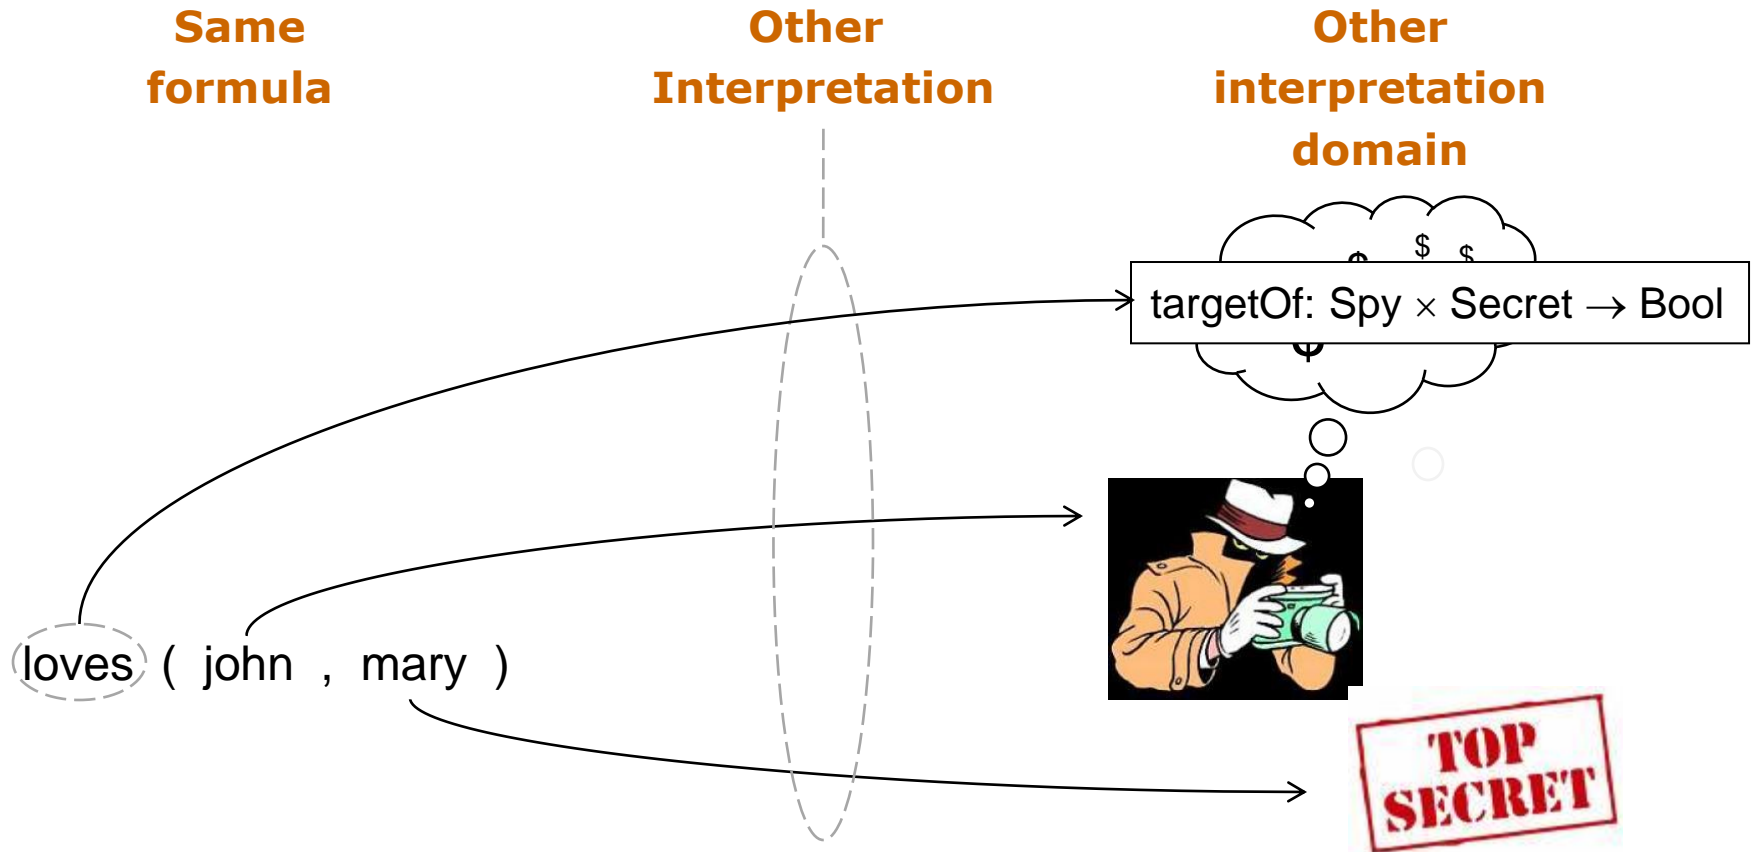 Same
formula
Other
Interpretation
Other
interpretation
domain
$ $ $
targetOf: Spy × Secret → Bool
$
loves ( john , mary )
TOP
SECRET